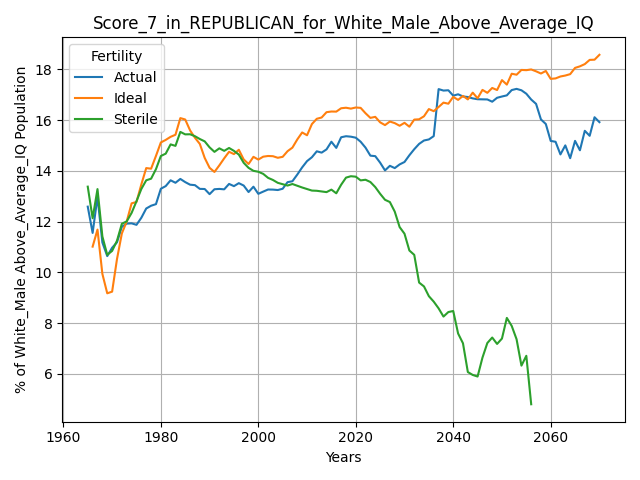 Score_7_in_REPUBLICAN_for_White_Male_Above_Average_IQ
Fertility
Actual
Ideal
Sterile
% of White_Male Above_Average_IQ Population
18
16
14
12
10
8
6
1960
1980
2000
2020
2040
2060
Years